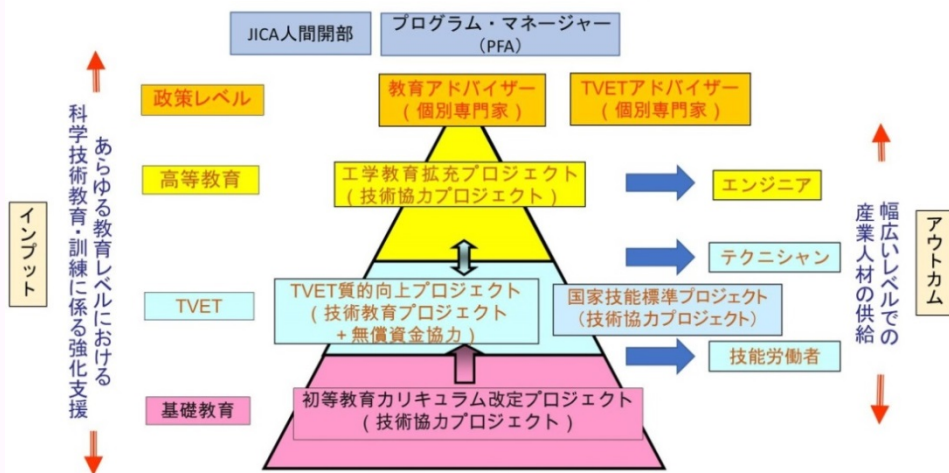 JICA人間開部
プログラム・マネージャー
(PFA)
政策レベル
教育アドバイザー
( 個別専門家 )
TVETアドバイザー
( 個別専門家 )
高等教育
工学教育拡充プロジェクト
( 技術協力プロジェクト )
エンジニア
テクニシャン
TVET
TVET質的向上プロジェクト
( 技術教育プロジェクト
+ 無償資金協力 )
国家技能標準プロジェクト
（技術協力プロジェクト）
技能労働者
基礎教育
初等教育カリキュラム改定プロジェクト
( 技術協力プロジェクト )
インプット
あらゆる教育レベルにおける
科学技術教育・訓練に係る強化支援
幅広いレベルでの
産業人材の供給
アウトカム